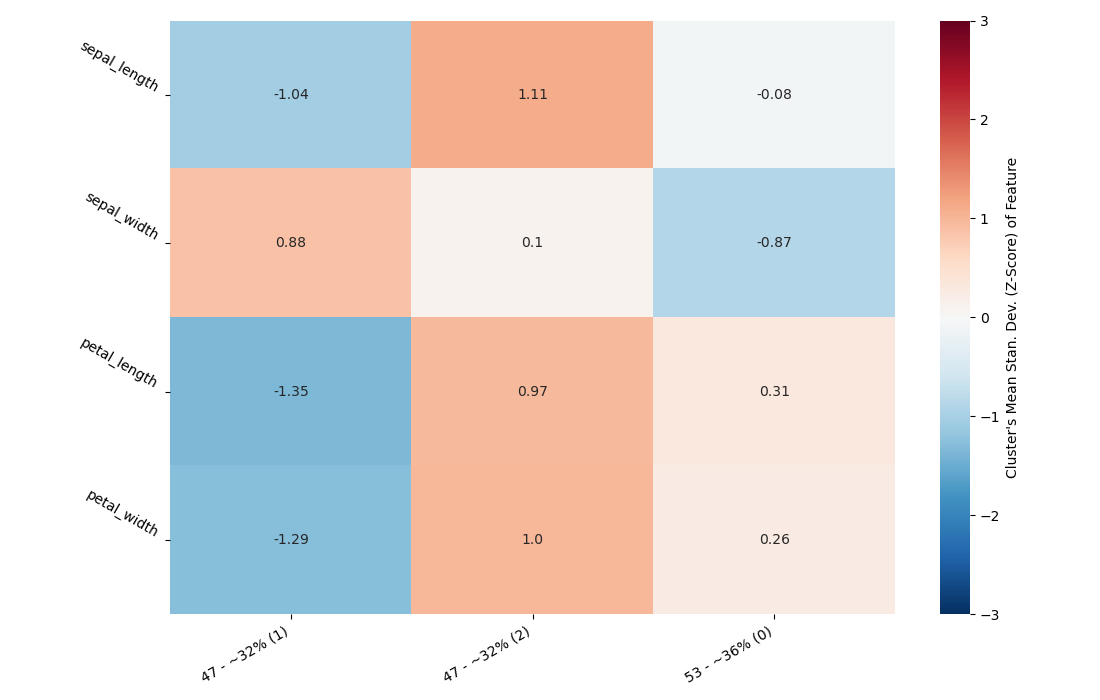 sepal_length
-1.04
1.11
-0.08
sepal_width
0.88
0.1
-0.87
petal_length
-1.35
0.97
0.31
petal_width
-1.29
1.0
0.26
47 - ~32% (1)
47 - ~32% (2)
53 - ~36% (0)
3
2
1
0
−1
−2
−3
Cluster's Mean Stan. Dev. (Z-Score) of Feature